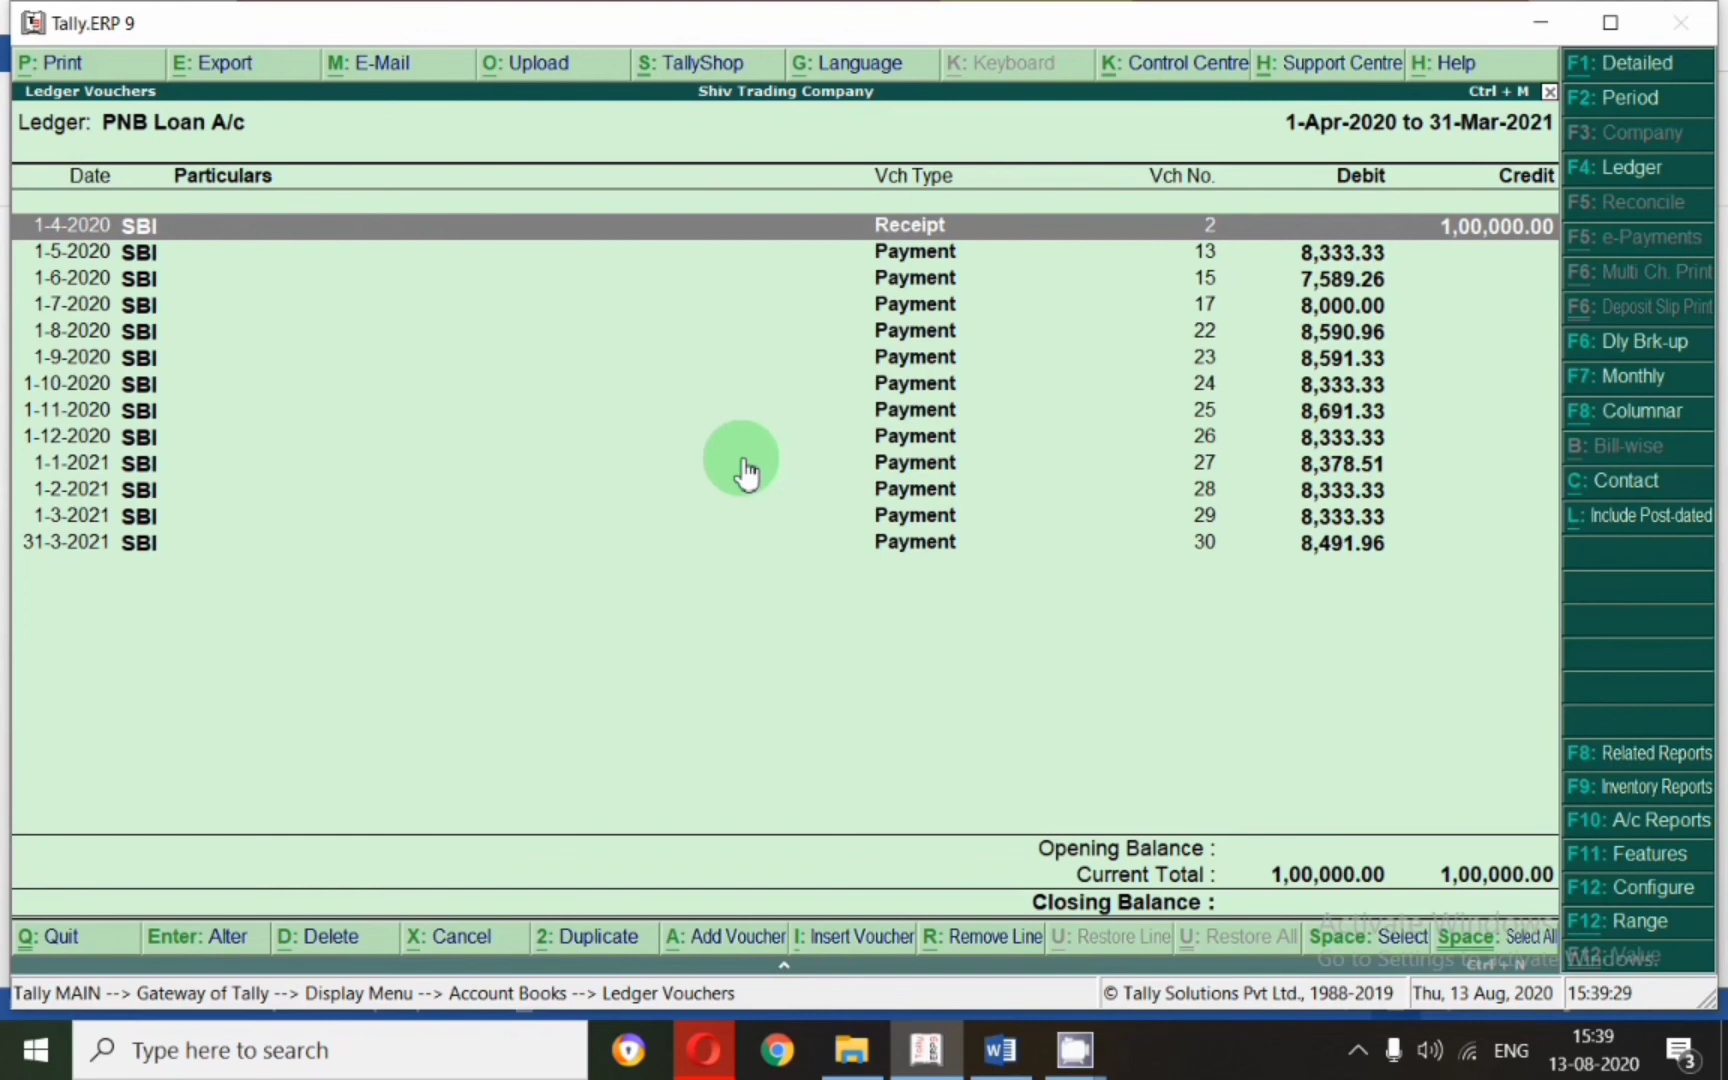 Tally.ERP 9
P: Print E: Export M: E-Mail O: Upload S: TallyShop G: Language K: Keyboard K: Control Centre H: Support Centre H: Help
Ledger Vouchers Shiv Trading Company Ctrl + M
Ledger: PNB Loan A/c 1-Apr-2020 to 31-Mar-2021
Date Particulars Vch Type Vch No. Debit Credit
1-4-2020 SBI Receipt 2 1,00,000.00
1-5-2020 SBI Payment 13 8,333.33
1-6-2020 SBI Payment 15 7,589.26
1-7-2020 SBI Payment 17 8,000.00
1-8-2020 SBI Payment 22 8,590.96
1-9-2020 SBI Payment 23 8,591.33
1-10-2020 SBI Payment 24 8,333.33
1-11-2020 SBI Payment 25 8,691.33
1-12-2020 SBI Payment 26 8,333.33
1-1-2021 SBI Payment 27 8,378.51
1-2-2021 SBI Payment 28 8,333.33
1-3-2021 SBI Payment 29 8,333.33
31-3-2021 SBI Payment 30 8,491.96
Opening Balance :
Current Total : 1,00,000.00 1,00,000.00
Closing Balance :
F1: Detailed
F2: Period
F3: Company
F4: Ledger
F5: Reconcile
F5: e-Payments
F6: Multi Ch. Print
F6: Deposit Slip Print
F6: Dly Brk-up
F7: Monthly
F8: Columnar
B: Bill-wise
C: Contact
L: Include Post-dated
F8: Related Reports
F9: Inventory Reports
F10: A/c Reports
F11: Features
F12: Configure
F12: Range
F12: Value
Activate Windows
Go to Settings to activate Windows.
Q: Quit Enter: Alter D: Delete X: Cancel 2: Duplicate A: Add Voucher I: Insert Voucher R: Remove Line U: Restore Line U: Restore All Space: Select Space: Select All
Ctrl + N
Tally MAIN --> Gateway of Tally --> Display Menu --> Account Books --> Ledger Vouchers © Tally Solutions Pvt Ltd., 1988-2019 Thu, 13 Aug, 2020 15:39:29
Type here to search ENG 15:39
13-08-2020 3